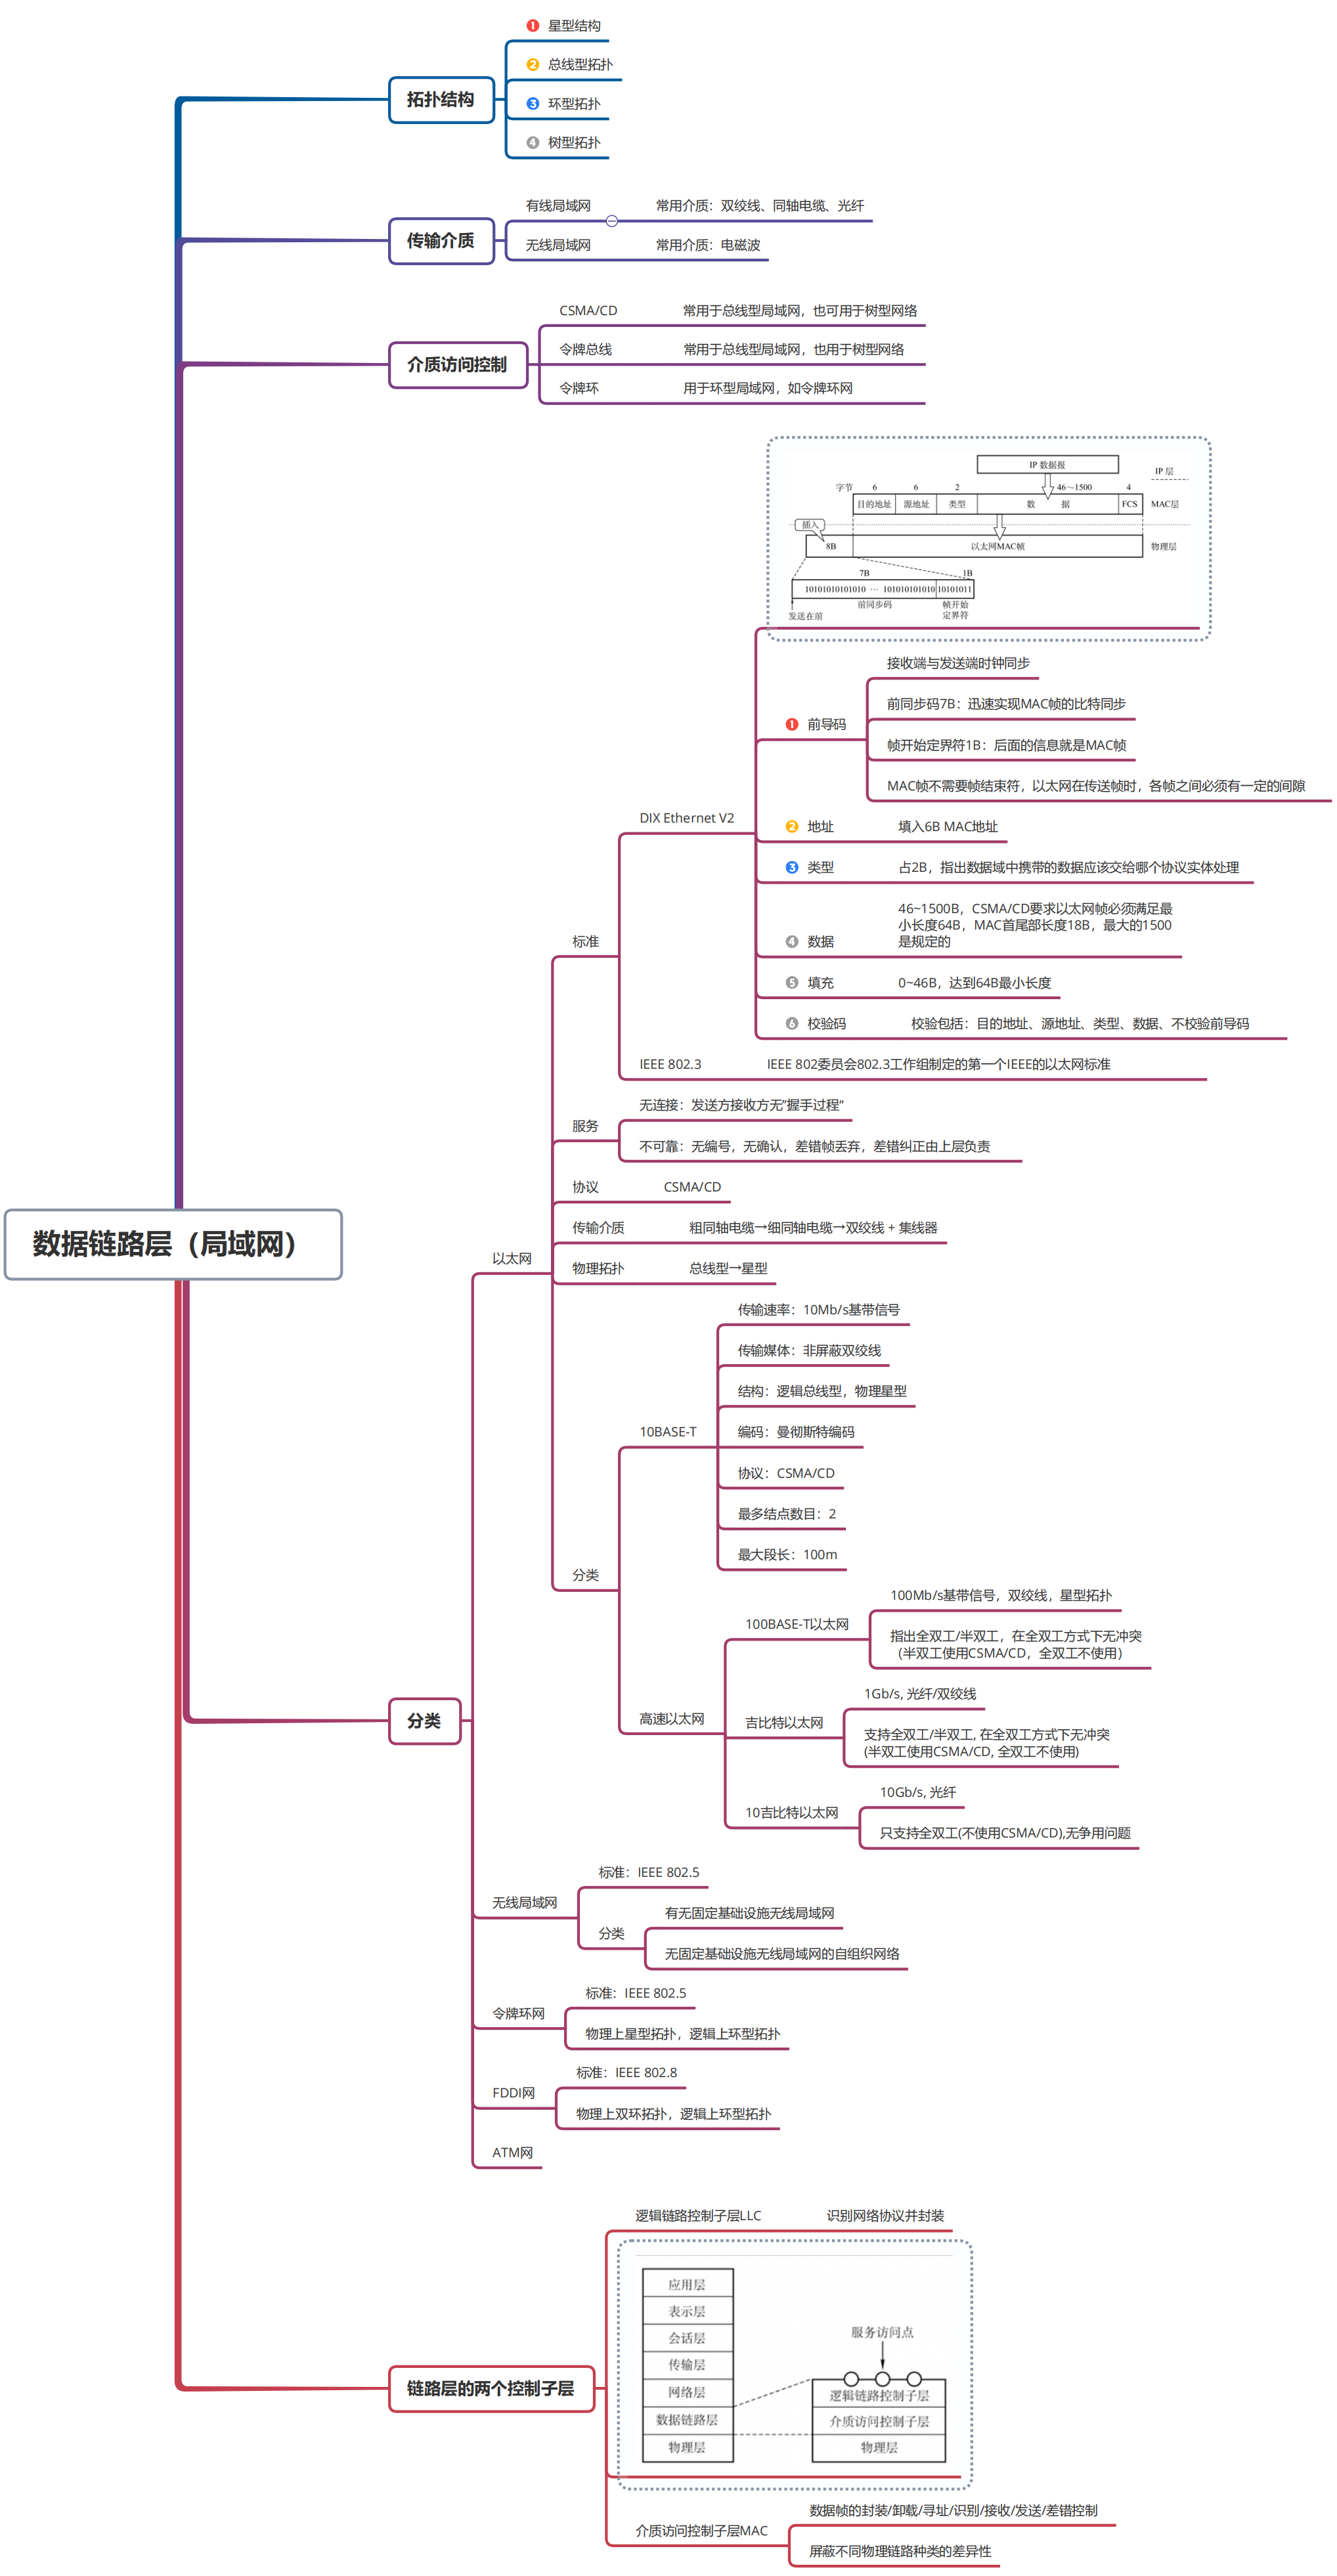 ❶ 星型结构
❷ 总线型拓扑
❸ 环型拓扑
❹ 树型拓扑
拓扑结构
有线局域网 常用介质：双绞线、同轴电缆、光纤
无线局域网 常用介质：电磁波
传输介质
CSMA/CD 常用于总线型局域网，也可用于树型网络
令牌总线 常用于总线型局域网，也用于树型网络
令牌环 用于环型局域网，如令牌环网
介质访问控制
IP 数据报
IP 层
字节 6 6 2 46～1500 4
目的地址 源地址 类型 数 据 FCS MAC层
插入
8B 以太网MAC帧 物理层
7B 1B
10101010101010 … 101010101010 10101011
前同步码 帧开始
定界符
发送在前
接收端与发送端时钟同步
前同步码7B：迅速实现MAC帧的比特同步
❶ 前导码
帧开始定界符1B：后面的信息就是MAC帧
MAC帧不需要帧结束符，以太网在传送帧时，各帧之间必须有一定的间隙
DIX Ethernet V2
❷ 地址 填入6B MAC地址
❸ 类型 占2B，指出数据域中携带的数据应该交给哪个协议实体处理
46~1500B，CSMA/CD要求以太网帧必须满足最
小长度64B，MAC首尾部长度18B，最大的1500
是规定的
❹ 数据
标准
❺ 填充 0~46B，达到64B最小长度
❻ 校验码 校验包括：目的地址、源地址、类型、数据、不校验前导码
IEEE 802.3 IEEE 802委员会802.3工作组制定的第一个IEEE的以太网标准
无连接：发送方接收方无”握手过程“
服务
不可靠：无编号，无确认，差错帧丢弃，差错纠正由上层负责
协议 CSMA/CD
传输介质 粗同轴电缆→细同轴电缆→双绞线 + 集线器
数据链路层（局域网）
以太网
物理拓扑 总线型→星型
传输速率：10Mb/s基带信号
传输媒体：非屏蔽双绞线
结构：逻辑总线型，物理星型
10BASE-T
编码：曼彻斯特编码
协议：CSMA/CD
最多结点数目：2
最大段长：100m
分类
100Mb/s基带信号，双绞线，星型拓扑
100BASE-T以太网
指出全双工/半双工，在全双工方式下无冲突
（半双工使用CSMA/CD，全双工不使用）
1Gb/s, 光纤/双绞线
高速以太网
吉比特以太网
支持全双工/半双工, 在全双工方式下无冲突
(半双工使用CSMA/CD, 全双工不使用)
分类
10Gb/s, 光纤
10吉比特以太网
只支持全双工(不使用CSMA/CD),无争用问题
标准：IEEE 802.5
无线局域网
有无固定基础设施无线局域网
分类
无固定基础设施无线局域网的自组织网络
标准：IEEE 802.5
令牌环网
物理上星型拓扑，逻辑上环型拓扑
标准：IEEE 802.8
FDDI网
物理上双环拓扑，逻辑上环型拓扑
ATM网
逻辑链路控制子层LLC 识别网络协议并封装
应用层
表示层
会话层
服务访问点
传输层
网络层
逻辑链路控制子层
数据链路层
介质访问控制子层
物理层
物理层
链路层的两个控制子层
数据帧的封装/卸载/寻址/识别/接收/发送/差错控制
介质访问控制子层MAC
屏蔽不同物理链路种类的差异性